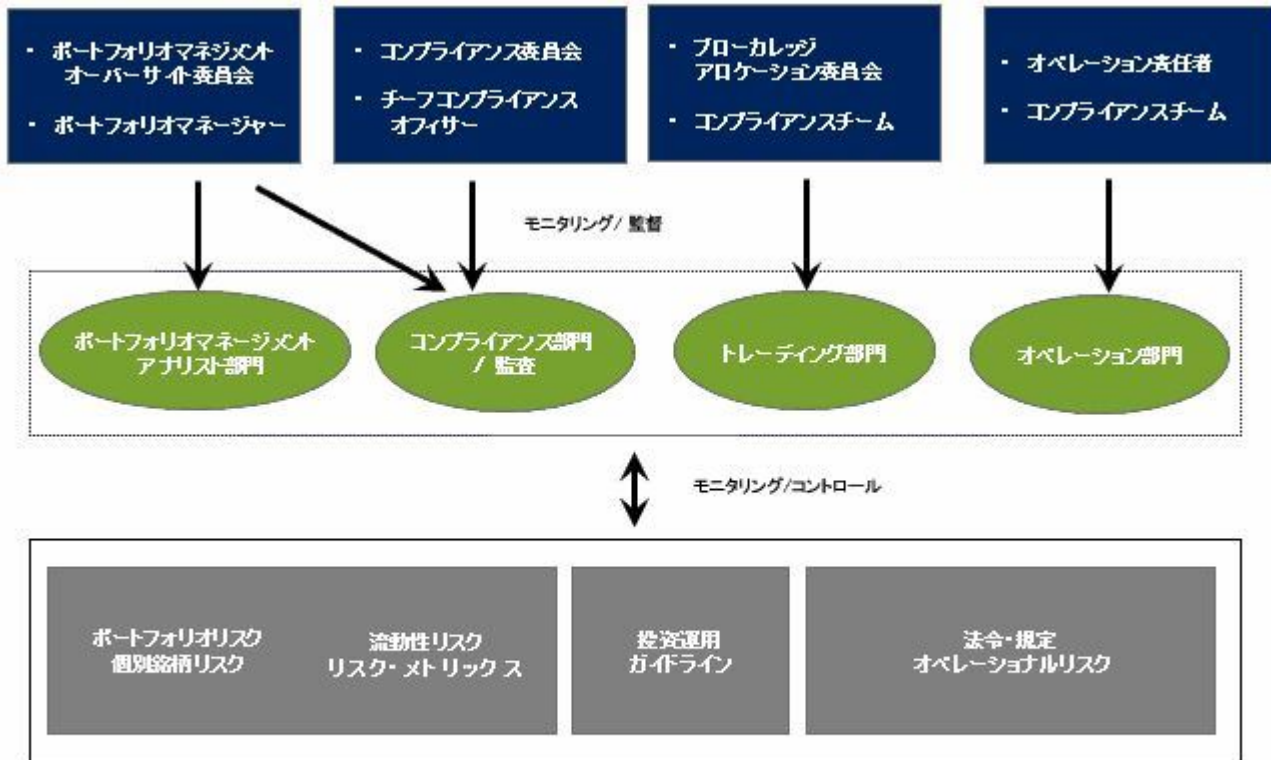 ・ ポートフォリオマネジメント
オーバーサイト委員会
・ ポートフォリオマネージャー
・ コンプライアンス委員会
・ チーフコンプライアンス
オフィサー
・ ブローカレッジ
アロケーション委員会
・ コンプライアンスチーム
・ オペレーション責任者
・ コンプライアンスチーム
モニタリング/ 監督
ポートフォリオマネージメント
アナリスト部門
コンプライアンス部門
/ 監査
トレーディング部門
オペレーション部門
モニタリング/コントロール
ポートフォリオリスク
個別銘柄リスク
流動性リスク
リスク・メトリックス
投資運用
ガイドライン
法令・規定
オペレーショナルリスク